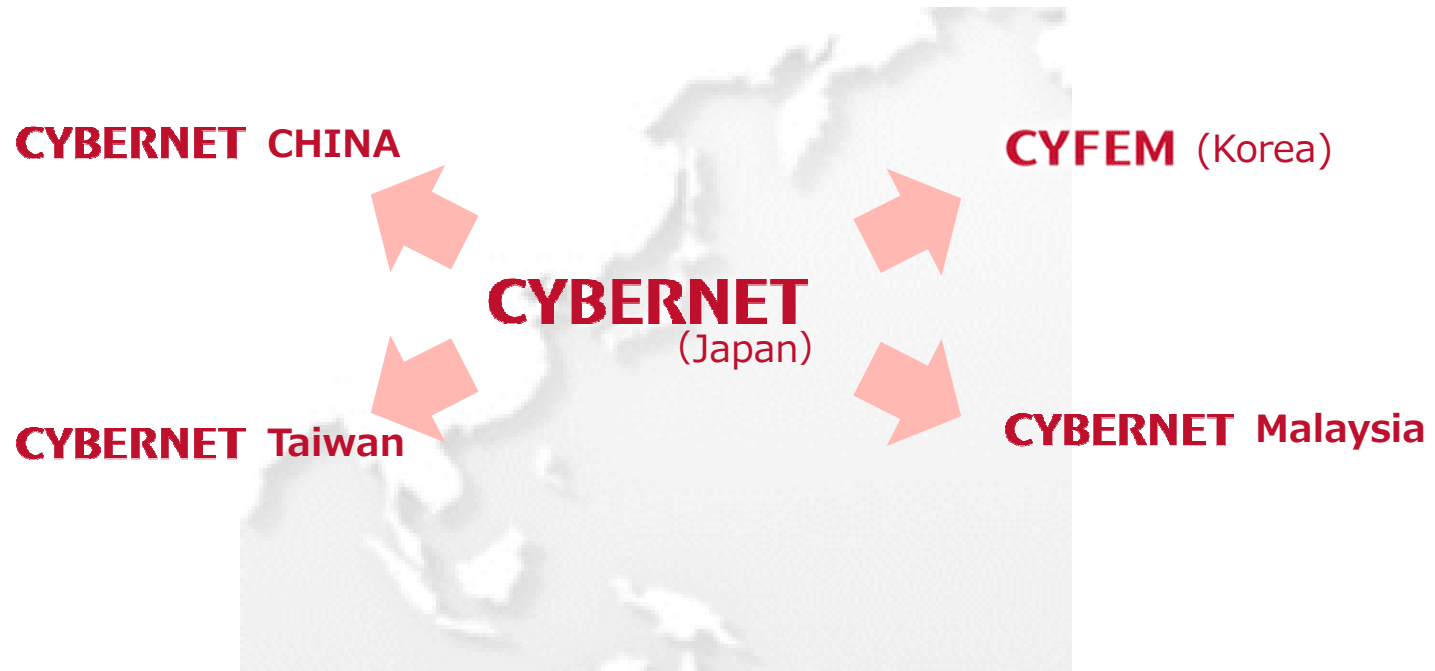 CYBERNET CHINA
CYFEM (Korea)
CYBERNET
(Japan)
CYBERNET Taiwan
CYBERNET Malaysia